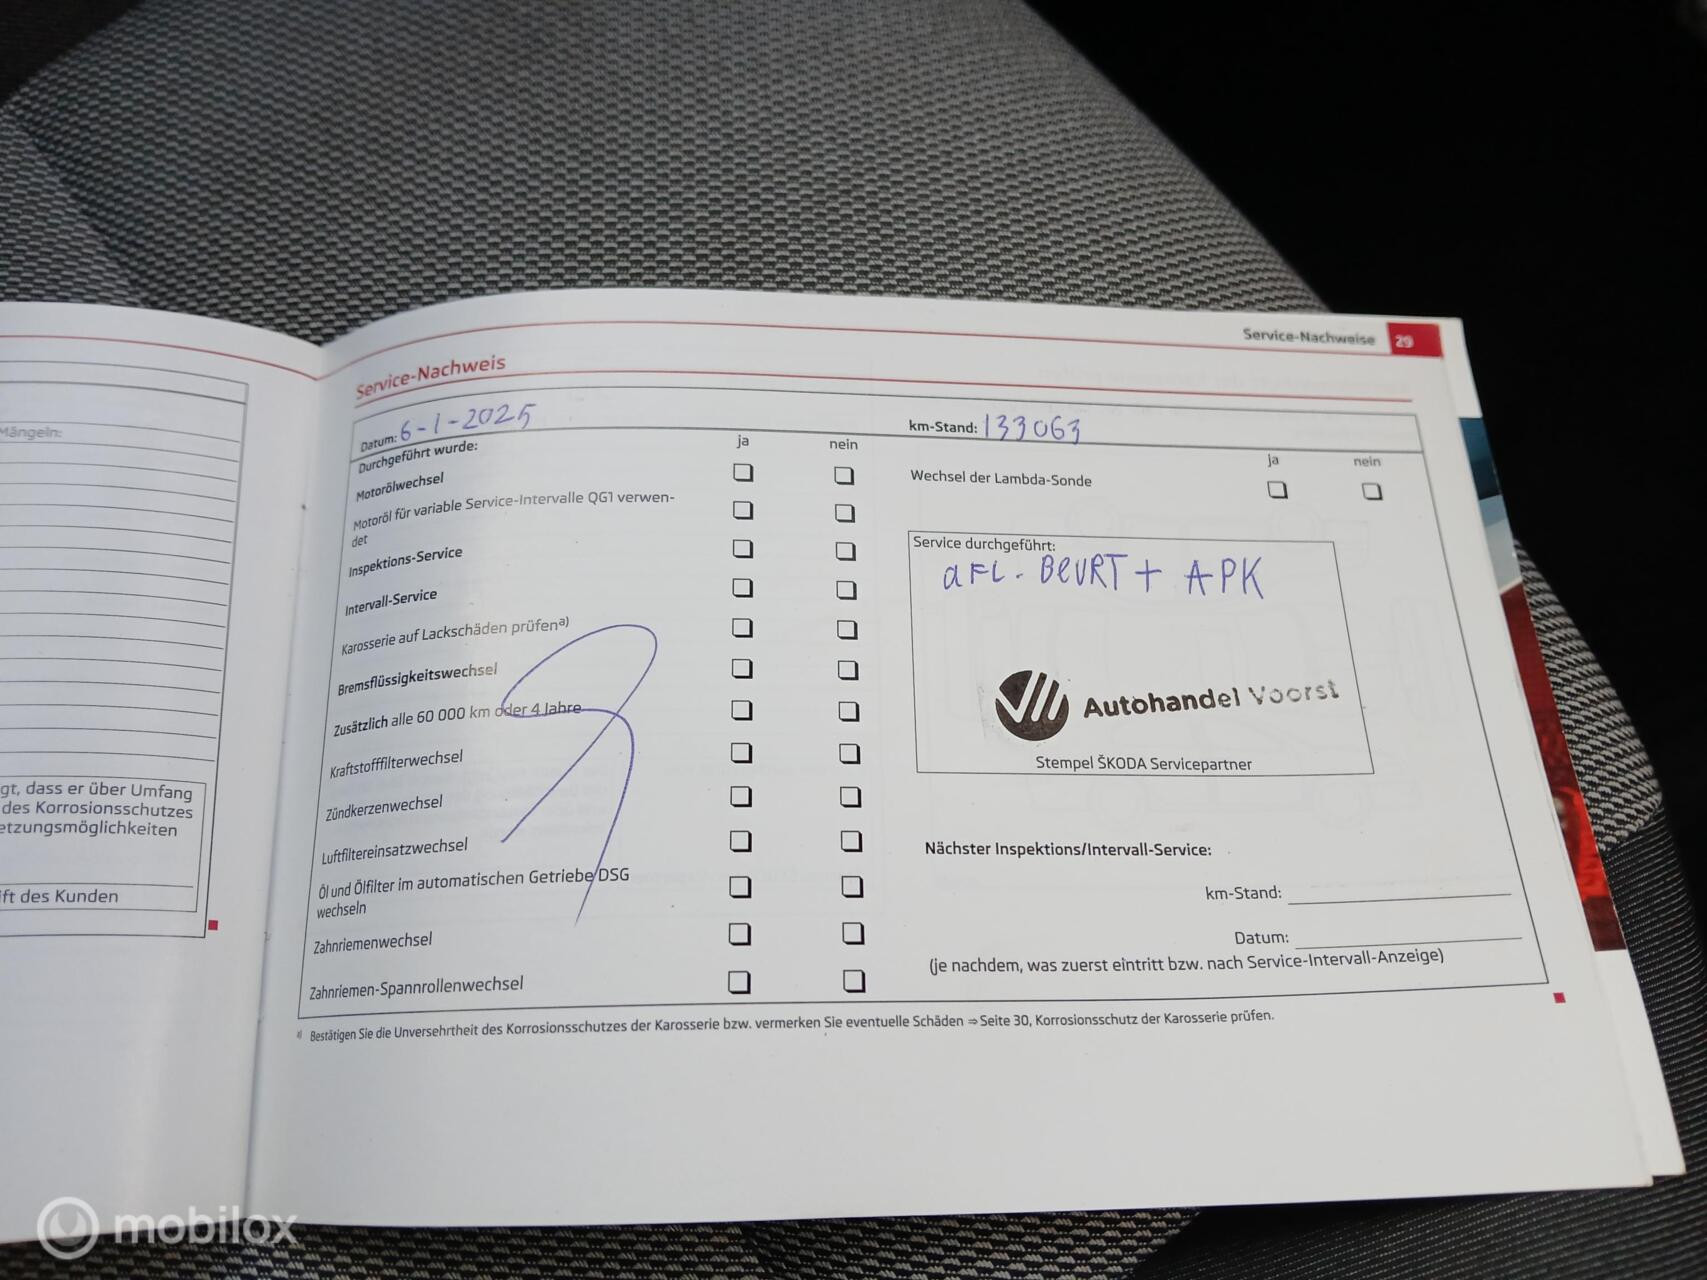 Service-Nachweise 29
Service-Nachweis
Datum: 6-1-2025
km-Stand: 133063
Durchgeführt wurde:
ja nein
ja nein
Motorölwechsel
Wechsel der Lambda-Sonde
Motoröl für variable Service-Intervalle QG1 verwen-
det
Inspektions-Service
Intervall-Service
Karosserie auf Lackschäden prüfenª)
Bremsflüssigkeitswechsel
Zusätzlich alle 60 000 km oder 4 Jahre
Kraftstofffilterwechsel
Zündkerzenwechsel
Luftfiltereinsatzwechsel
Öl und Ölfilter im automatischen Getriebe DSG
wechseln
Zahnriemenwechsel
Zahnriemen-Spannrollenwechsel
Service durchgeführt:
AFL. BEURT + APK
Autohandel Voorst
Stempel ŠKODA Servicepartner
Nächster Inspektions/Intervall-Service:
km-Stand:
Datum:
(je nachdem, was zuerst eintritt bzw. nach Service-Intervall-Anzeige)
ª) Bestätigen Sie die Unversehrtheit des Korrosionsschutzes der Karosserie bzw. vermerken Sie eventuelle Schäden ⇒ Seite 30, Korrosionsschutz der Karosserie prüfen.
Mängeln:
gt, dass er über Umfang
des Korrosionsschutzes
etzungsmöglichkeiten
ift des Kunden
mobilox